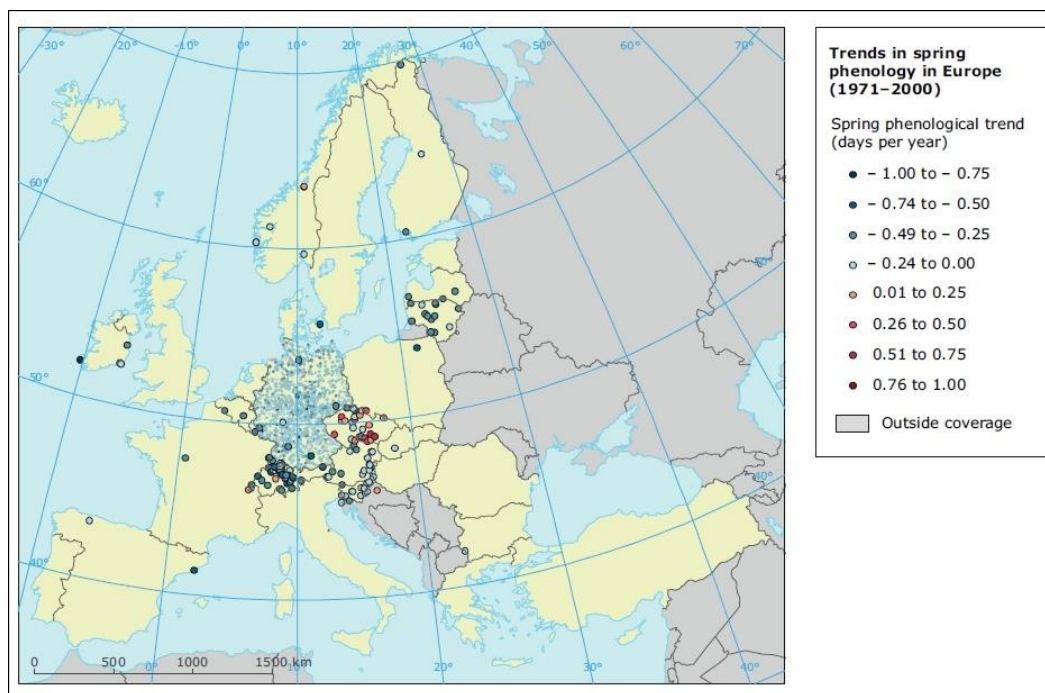 -30°
-20°
-10°
0°
10°
20°
30°
60°
70°
60°
50°
50°
40°
40°
0 500 1000 1500 km
0°
10°
20°
30°
40°
Trends in spring
phenology in Europe
(1971–2000)
Spring phenological trend
(days per year)
– 1.00 to – 0.75
– 0.74 to – 0.50
– 0.49 to – 0.25
– 0.24 to 0.00
0.01 to 0.25
0.26 to 0.50
0.51 to 0.75
0.76 to 1.00
Outside coverage